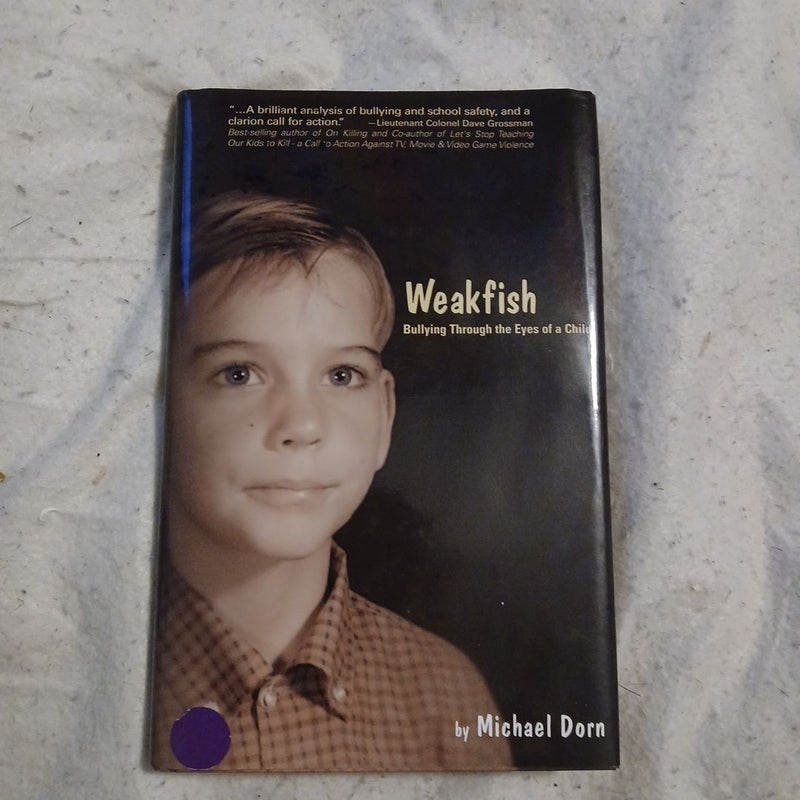 "...A brilliant analysis of bullying and school safety, and a
clarion call for action." —Lieutenant Colonel Dave Grossman
Best-selling author of On Killing and Co-author of Let's Stop Teaching
Our Kids to Kill - a Call to Action Against TV, Movie & Video Game Violence
Weakfish
Bullying Through the Eyes of a Child
by Michael Dorn